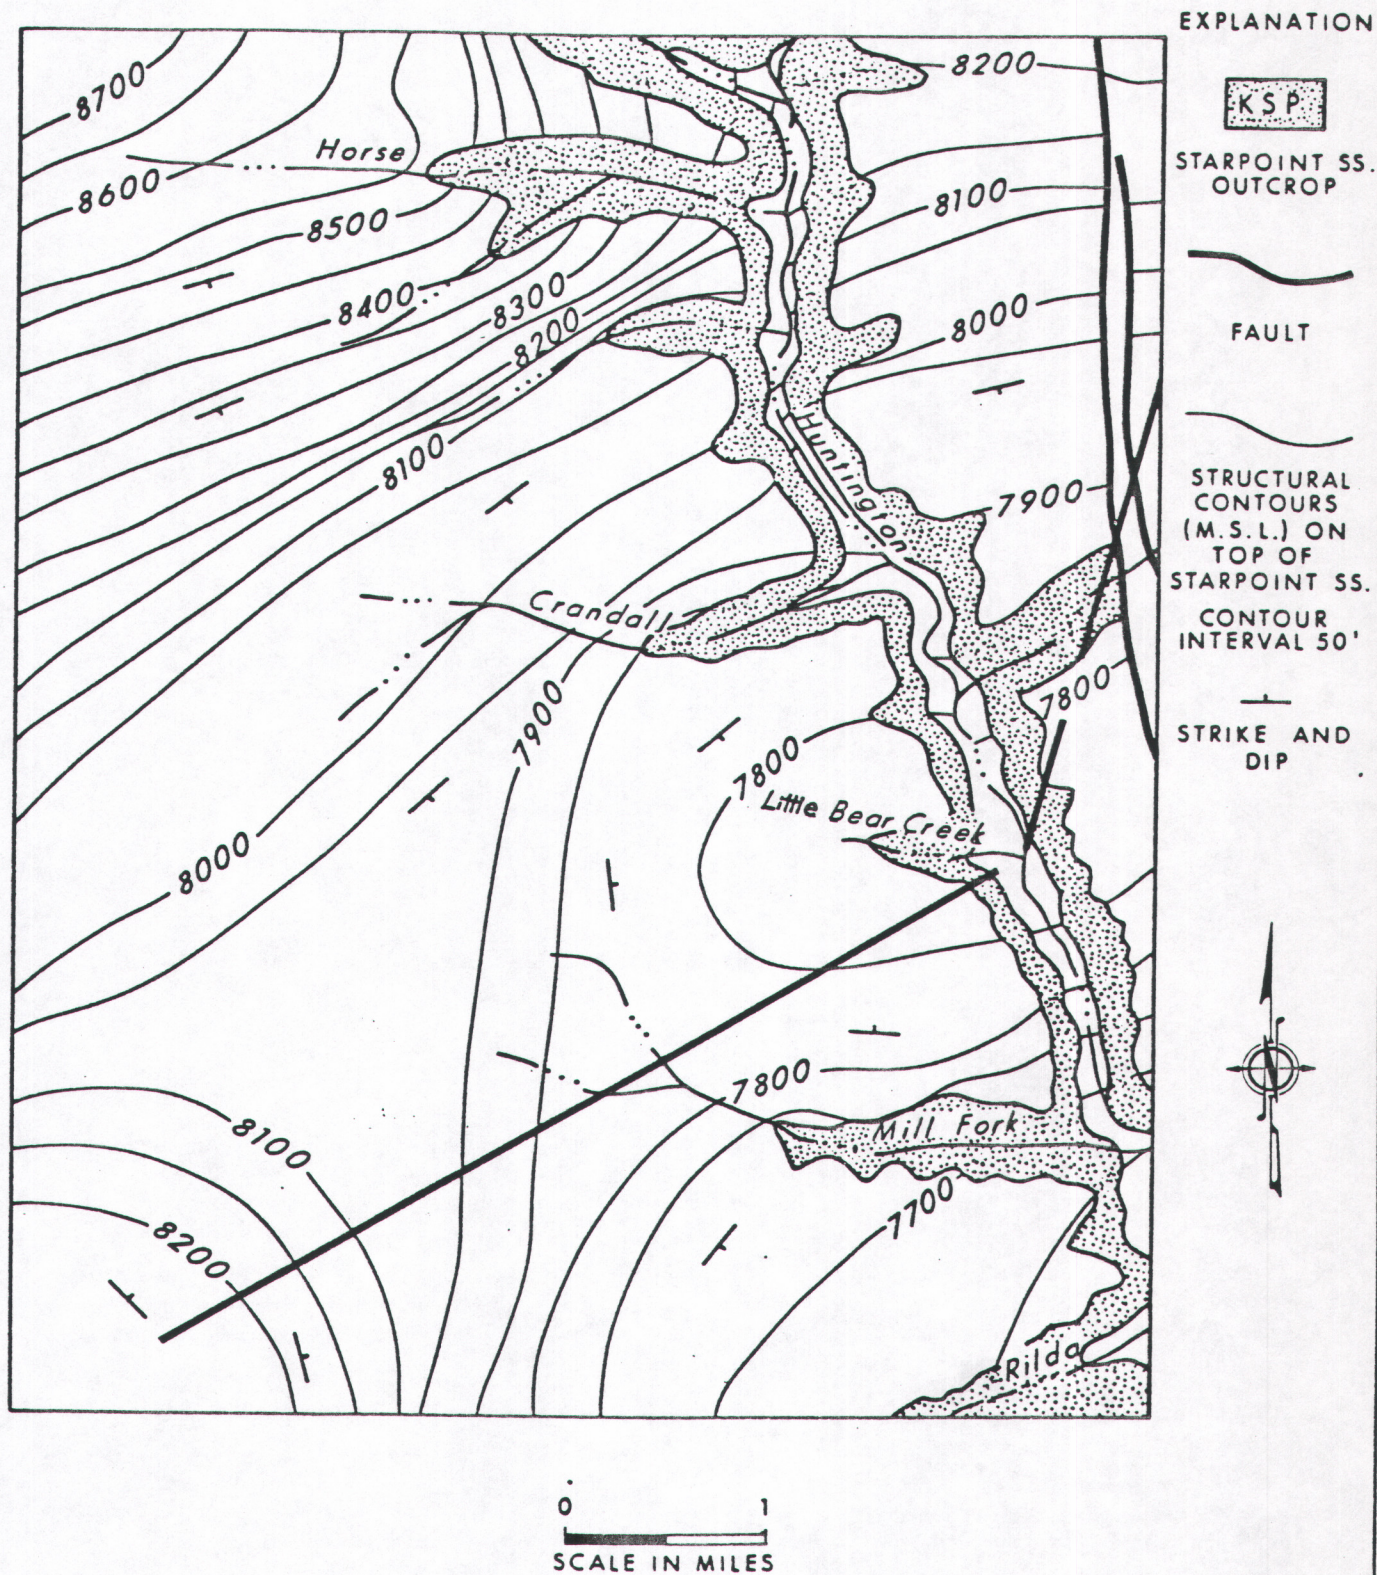 EXPLANATION
KSP
STARPOINT SS.
OUTCROP
FAULT
STRUCTURAL
CONTOURS
(M.S.L.) ON
TOP OF
STARPOINT SS.
CONTOUR
INTERVAL 50'
STRIKE AND
DIP
8700
8200
Horse
8600
8100
8500
8400
8300
8200
8000
8100
Huntington
7900
Crandall
7900
7800
7800
Little Bear Creek
8000
7800
8100
Mill Fork
7700
8200
Rilda
0 1
SCALE IN MILES